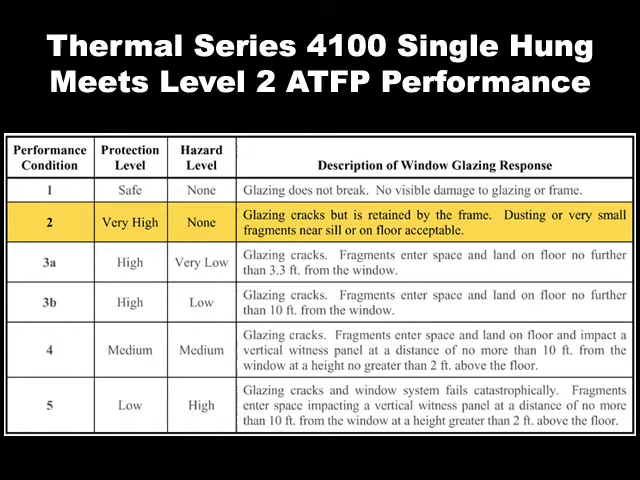 Thermal Series 4100 Single Hung
Meets Level 2 ATFP Performance
Performance Condition | Protection Level | Hazard Level | Description of Window Glazing Response
1 | Safe | None | Glazing does not break. No visible damage to glazing or frame.
2 | Very High | None | Glazing cracks but is retained by the frame. Dusting or very small
fragments near sill or on floor acceptable.
3a | High | Very Low | Glazing cracks. Fragments enter space and land on floor no further
than 3.3 ft. from the window.
3b | High | Low | Glazing cracks. Fragments enter space and land on floor no further
than 10 ft. from the window.
4 | Medium | Medium | Glazing cracks. Fragments enter space and land on floor and impact a
vertical witness panel at a distance of no more than 10 ft. from the
window at a height no greater than 2 ft. above the floor.
5 | Low | High | Glazing cracks and window system fails catastrophically. Fragments
enter space impacting a vertical witness panel at a distance of no more
than 10 ft. from the window at a height greater than 2 ft. above the floor.